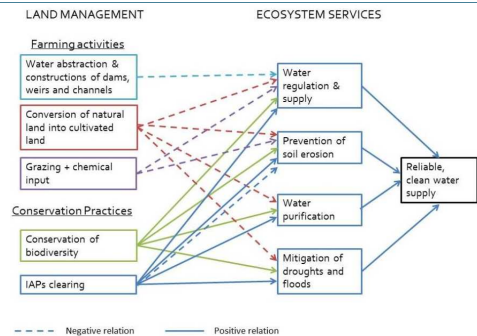 LAND MANAGEMENT
ECOSYSTEM SERVICES
Farming activities
Water abstraction &
constructions of dams,
weirs and channels
Conversion of natural
land into cultivated
land
Grazing + chemical
input
Conservation Practices
Conservation of
biodiversity
IAPs clearing
Water
regulation &
supply
Prevention of
soil erosion
Water
purification
Mitigation of
droughts and
floods
Reliable,
clean water
supply
Negative relation
Positive relation